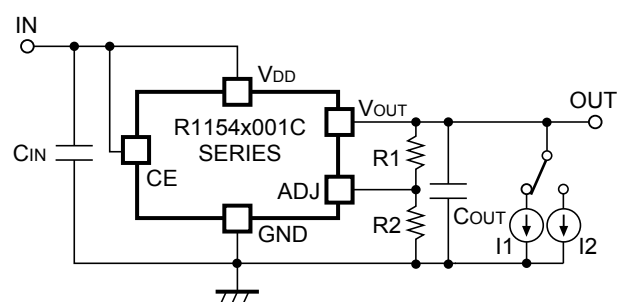 IN
VDD
R1154x001C
SERIES
VOUT
OUT
CIN
CE
R1
ADJ
R2
COUT
GND
I1
I2